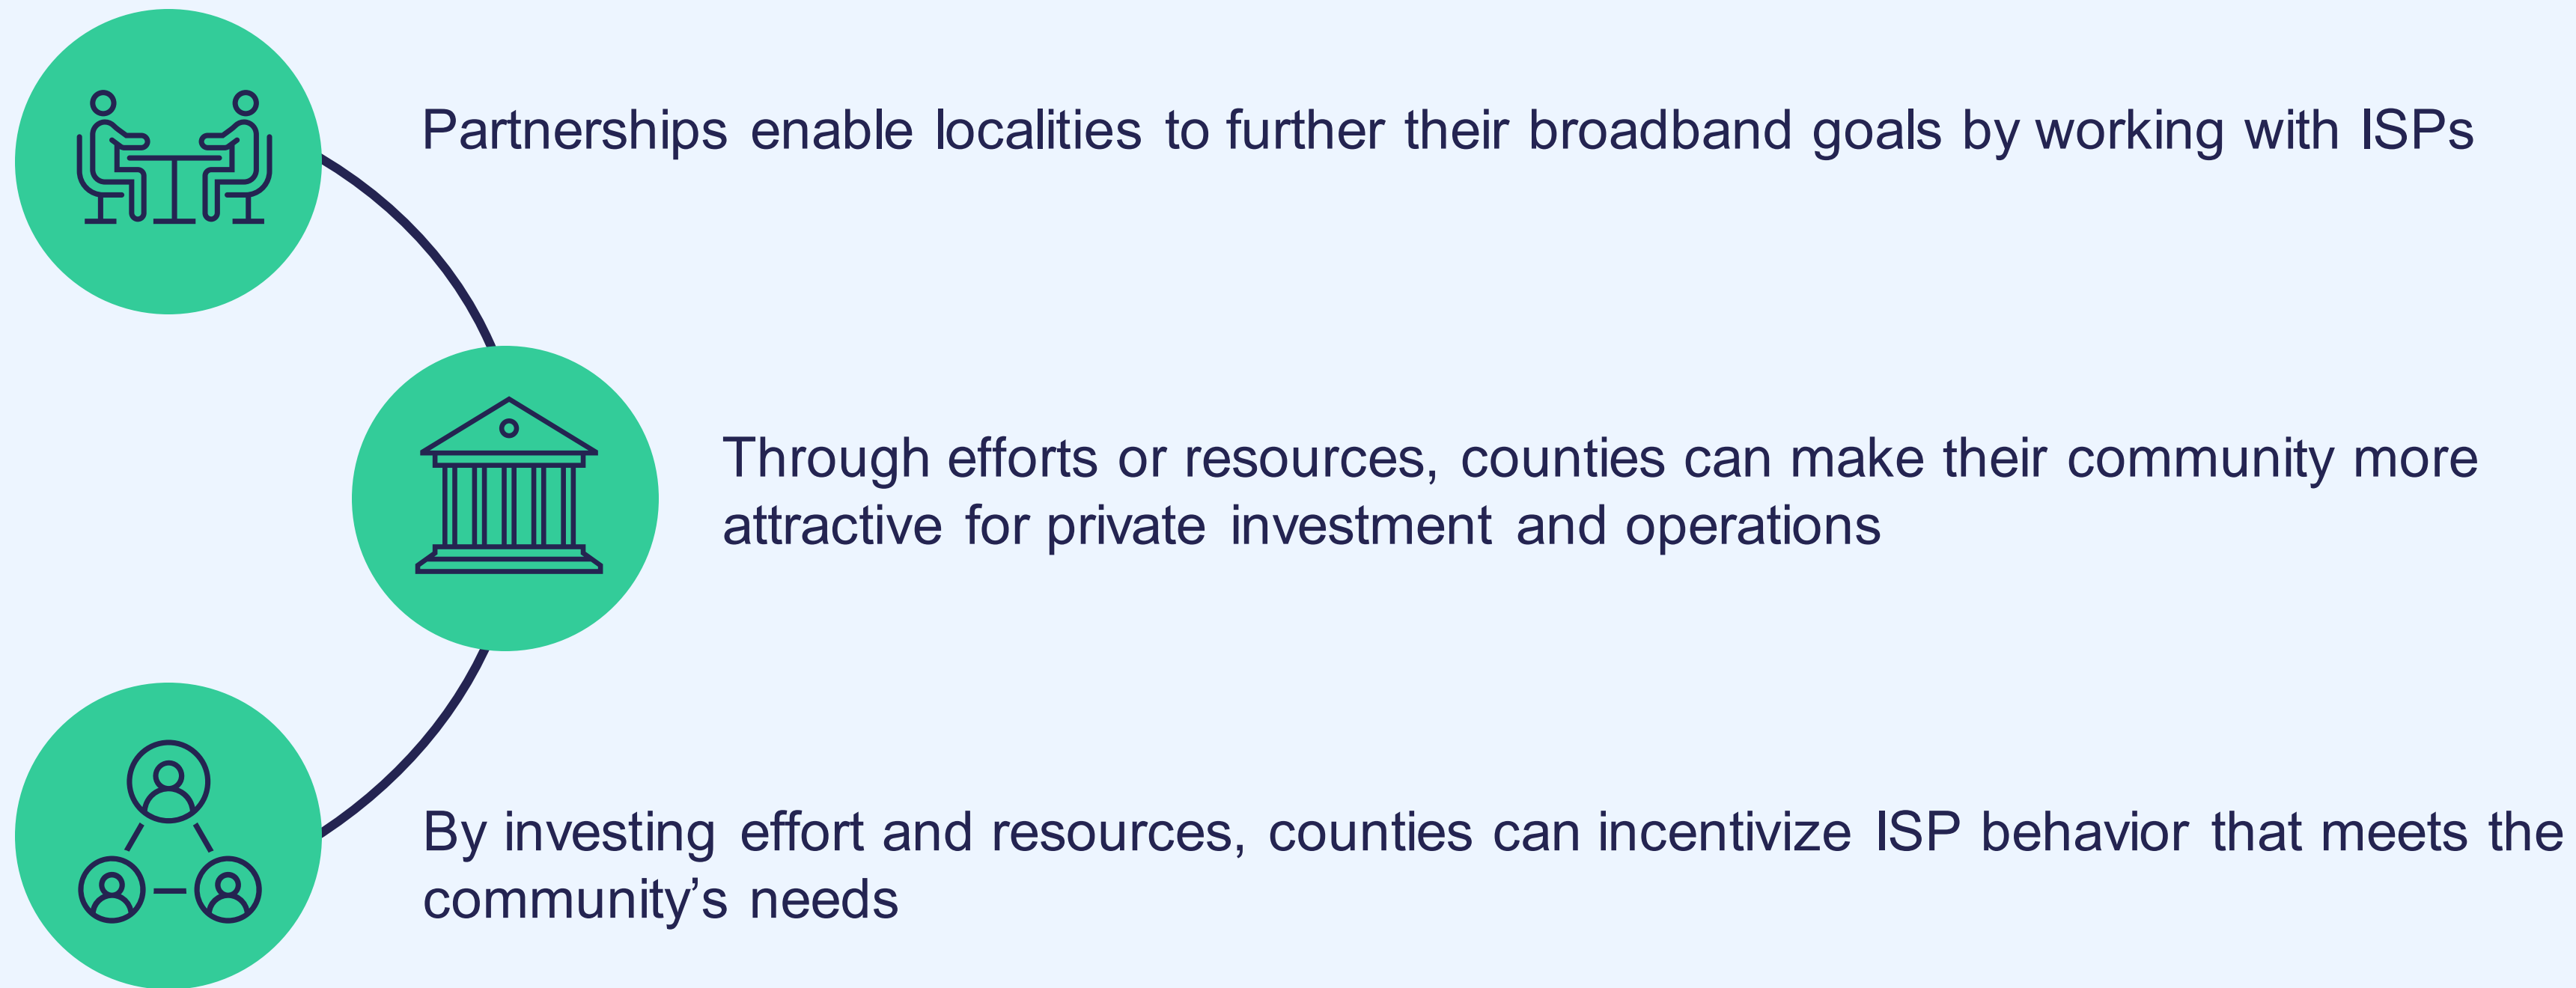 Partnerships enable localities to further their broadband goals by working with ISPs
Through efforts or resources, counties can make their community more
attractive for private investment and operations
By investing effort and resources, counties can incentivize ISP behavior that meets the
community’s needs